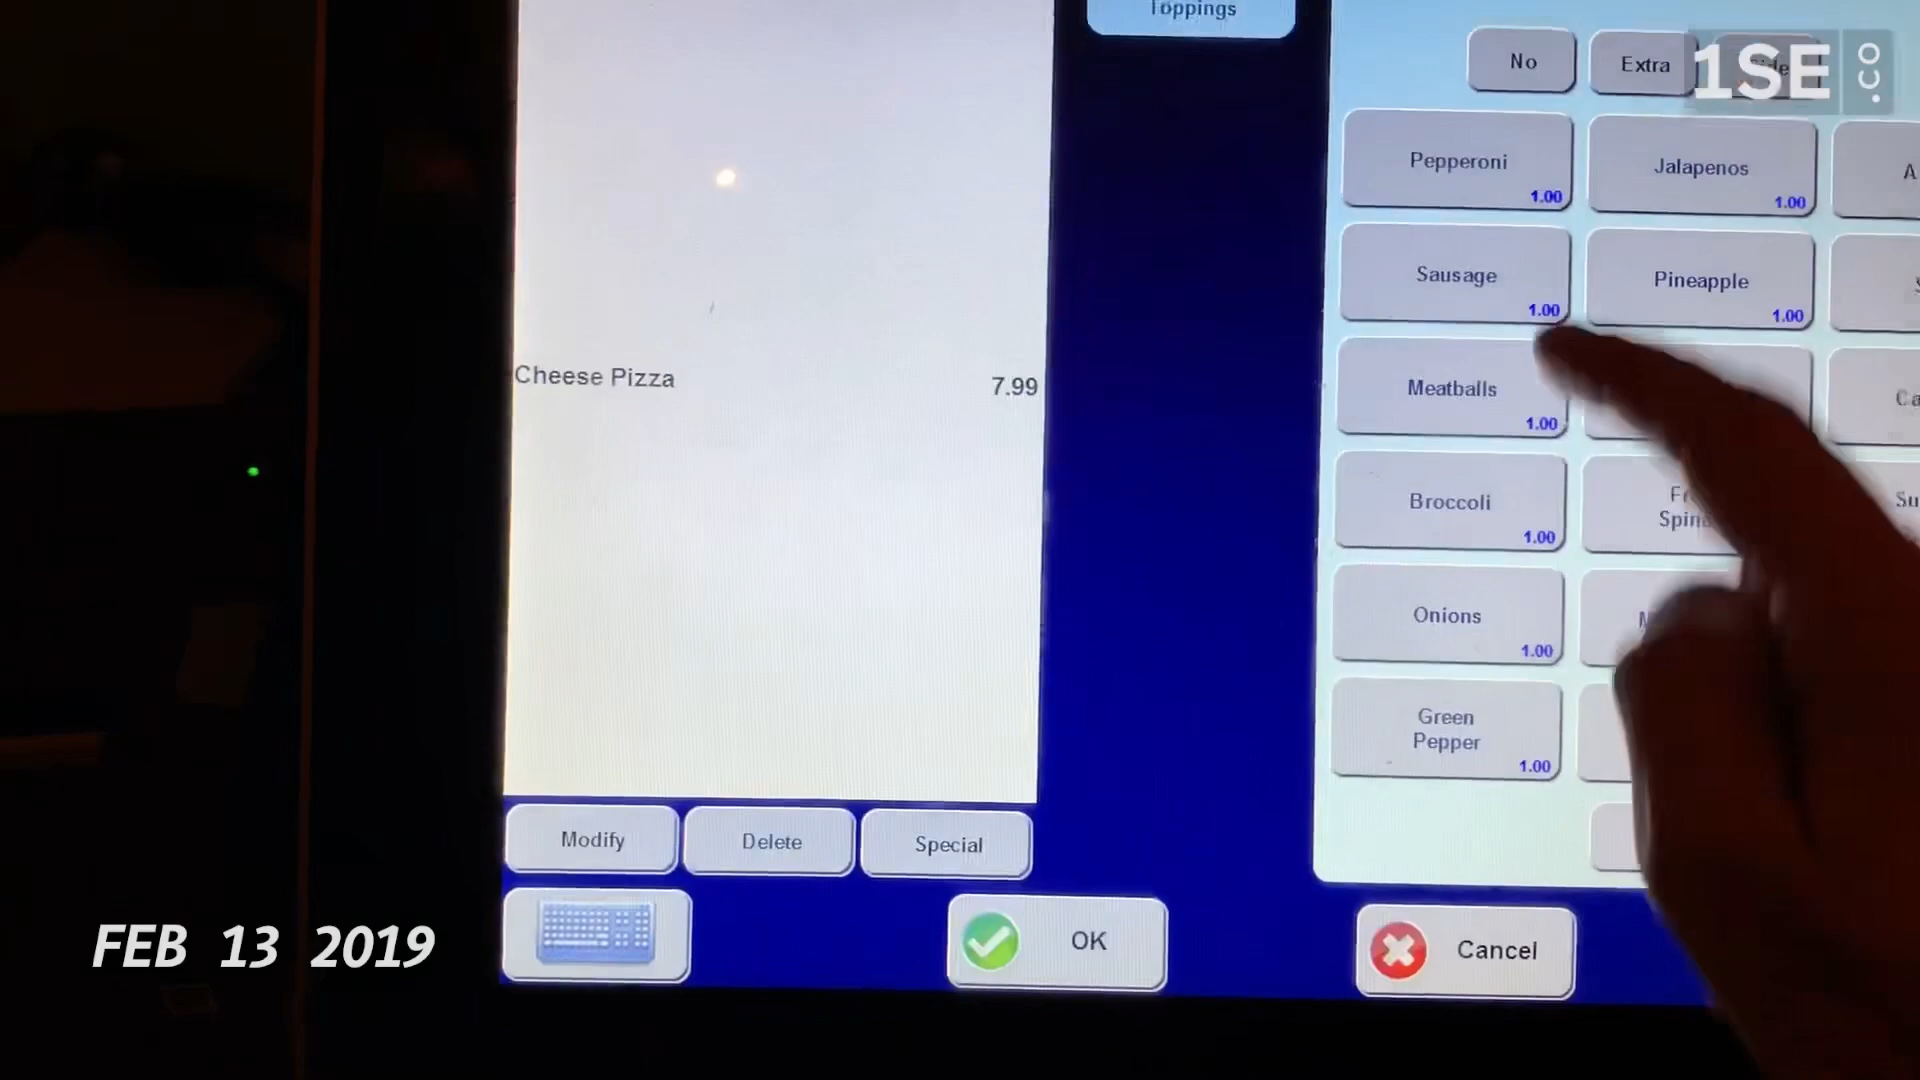 Toppings
No
Extra
1SE
.co
Pepperoni
1.00
Jalapenos
1.00
Sausage
1.00
Pineapple
1.00
Cheese Pizza
7.99
Meatballs
1.00
Broccoli
1.00
Onions
1.00
Green
Pepper
1.00
Modify
Delete
Special
OK
Cancel
FEB 13 2019